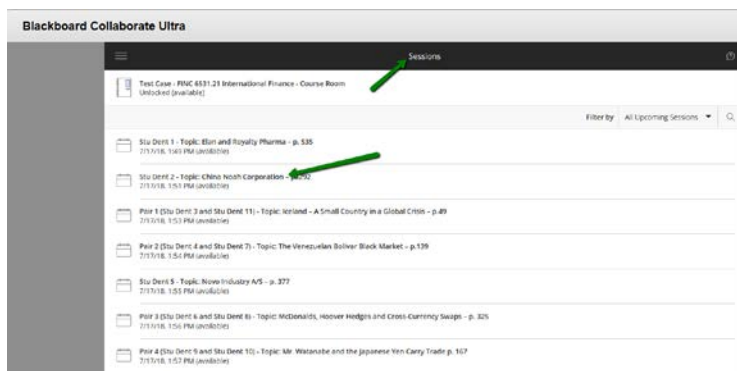 Blackboard Collaborate Ultra
Sessions
Test Case - FINC 6531.21 International Finance - Course Room
Unlocked (available)
Filter by All Upcoming Sessions
Stu Dent 1 - Topic: Elan and Royalty Pharma - p. 535
7/17/18, 1:49 PM (available)
Stu Dent 2 - Topic: China Noah Corporation - p.292
7/17/18, 1:51 PM (available)
Pair 1 (Stu Dent 3 and Stu Dent 11) - Topic: Iceland - A Small Country in a Global Crisis - p.49
7/17/18, 1:53 PM (available)
Pair 2 (Stu Dent 4 and Stu Dent 7) - Topic: The Venezuelan Bolivar Black Market - p.139
7/17/18, 1:54 PM (available)
Stu Dent 5 - Topic: Novo Industry A/S - p. 377
7/17/18, 1:55 PM (available)
Pair 3 (Stu Dent 6 and Stu Dent 8) - Topic: McDonalds, Hoover Hedges and Cross-Currency Swaps - p. 325
7/17/18, 1:56 PM (available)
Pair 4 (Stu Dent 9 and Stu Dent 10) - Topic: Mr. Watanabe and the Japanese Yen Carry Trade p. 167
7/17/18, 1:57 PM (available)